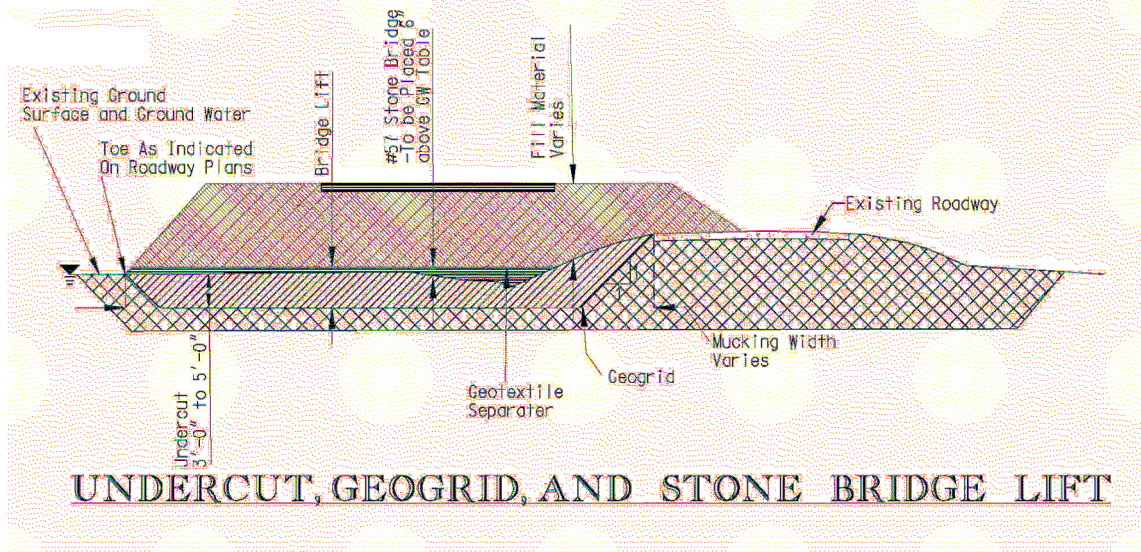 Existing Ground
Surface and Ground Water
Toe As Indicated
On Roadway Plans
Bridge Lift
#57 Stone Bridge
-To be Placed 6"
above GW Table
Fill Material
Varies
Existing Roadway
Mucking Width
Varies
Geogrid
Geotextile
Separater
Undercut
3'-0" to 5'-0"
UNDERCUT, GEOGRID, AND STONE BRIDGE LIFT